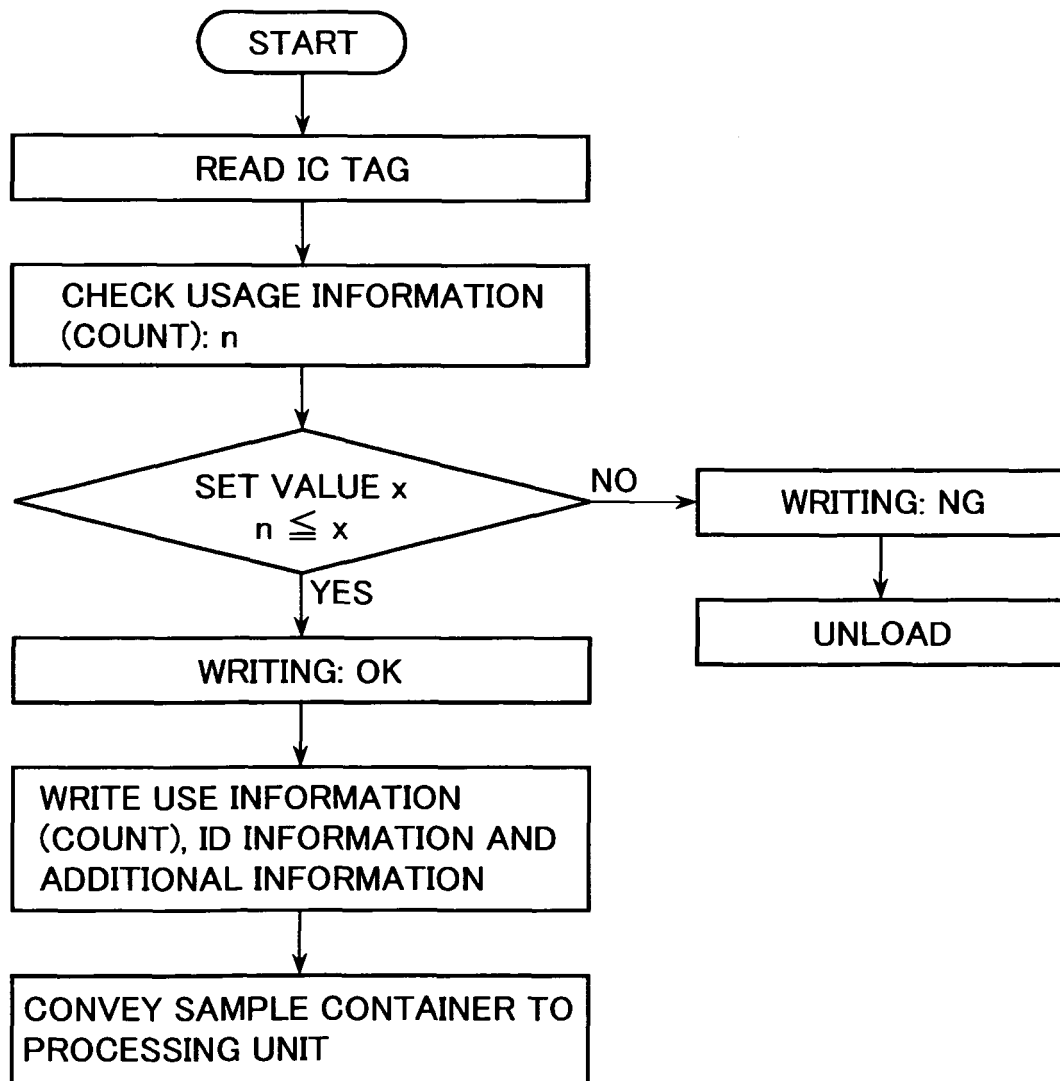 START
READ IC TAG
CHECK USAGE INFORMATION
(COUNT): n
SET VALUE x
n ≦ x
NO
WRITING: NG
UNLOAD
YES
WRITING: OK
WRITE USE INFORMATION
(COUNT), ID INFORMATION AND
ADDITIONAL INFORMATION
CONVEY SAMPLE CONTAINER TO
PROCESSING UNIT